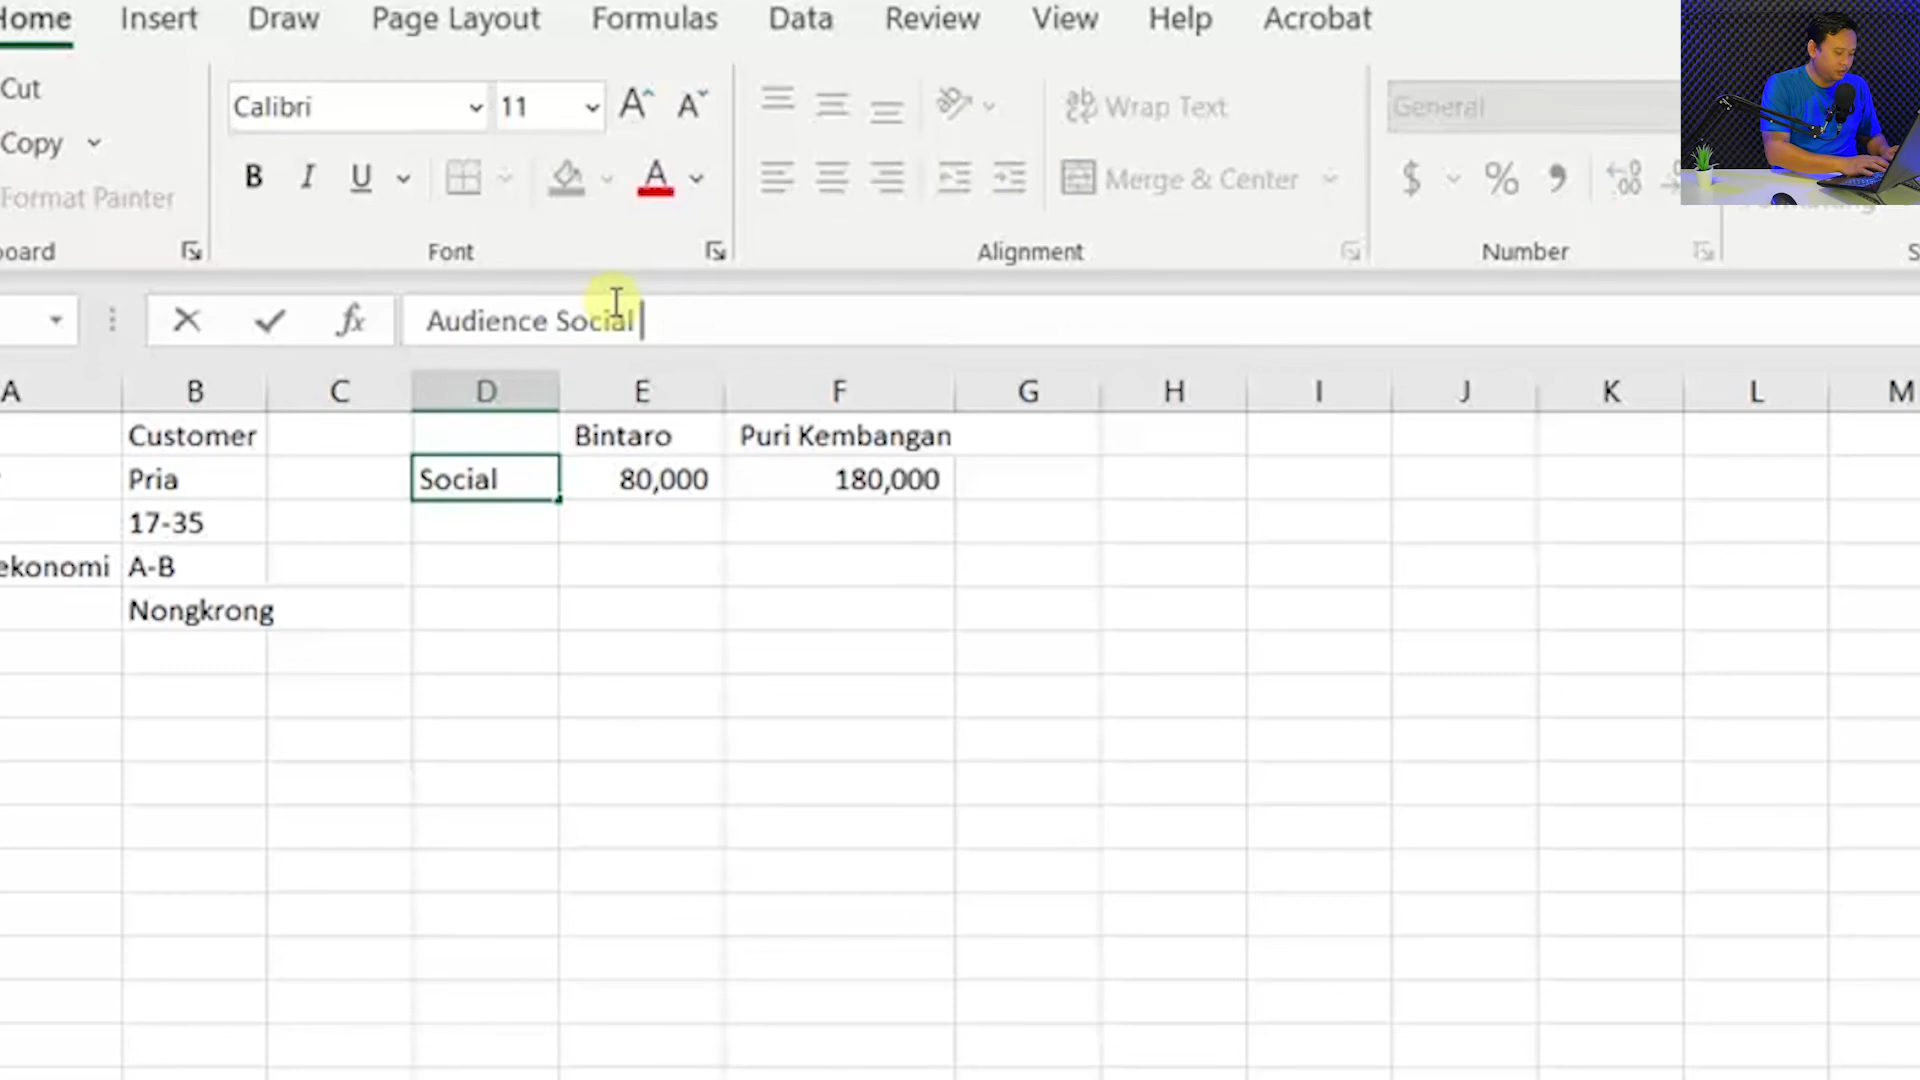 Home Insert Draw Page Layout Formulas Data Review View Help Acrobat
Cut
Copy
Format Painter
Calibri 11
B I U
Wrap Text
Merge & Center
General
$ %
Font Alignment Number
fx Audience Social
A B C D E F G H I J K L M
Customer Bintaro Puri Kembangan
Pria Social 80,000 180,000
17-35
ekonomi A-B
Nongkrong